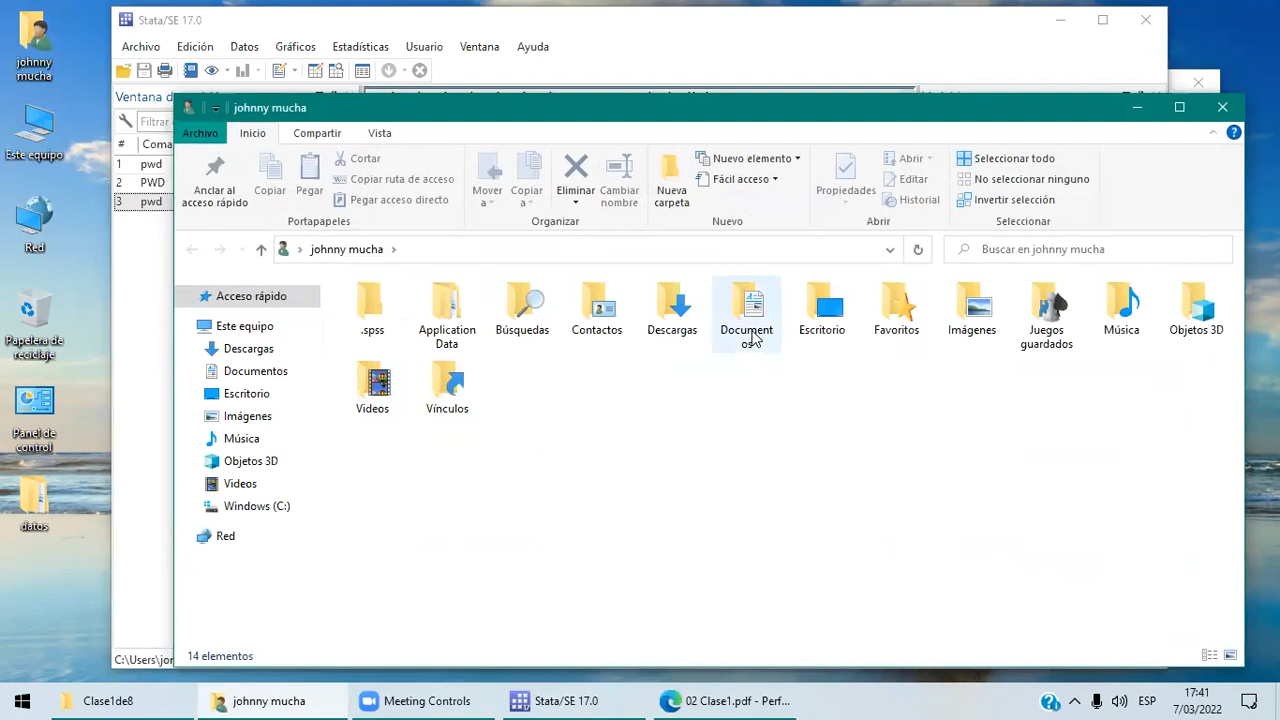 johnny
mucha
Este equipo
Red
Papelera de
reciclaje
Panel de
control
datos
Stata/SE 17.0
Archivo Edición Datos Gráficos Estadísticas Usuario Ventana Ayuda
Ventana de
Filtrar
# Coma
1 pwd
2 PWD
3 pwd
C:\Users\jor
johnny mucha
Archivo Inicio Compartir Vista
Anclar al
acceso rápido
Copiar
Pegar
Cortar
Copiar ruta de acceso
Pegar acceso directo
Portapapeles
Mover
a
Copiar
a
Eliminar
Cambiar
nombre
Organizar
Nueva
carpeta
Nuevo elemento
Fácil acceso
Nuevo
Propiedades
Abrir
Editar
Historial
Abrir
Seleccionar todo
No seleccionar ninguno
Invertir selección
Seleccionar
johnny mucha
Buscar en johnny mucha
Acceso rápido
Este equipo
Descargas
Documentos
Escritorio
Imágenes
Música
Objetos 3D
Videos
Windows (C:)
Red
.spss
Application
Data
Búsquedas
Contactos
Descargas
Document
os
Escritorio
Favoritos
Imágenes
Juegos
guardados
Música
Objetos 3D
Videos
Vínculos
14 elementos
Clase1de8
johnny mucha
Meeting Controls
Stata/SE 17.0
02 Clase1.pdf - Perf...
ESP
17:41
7/03/2022